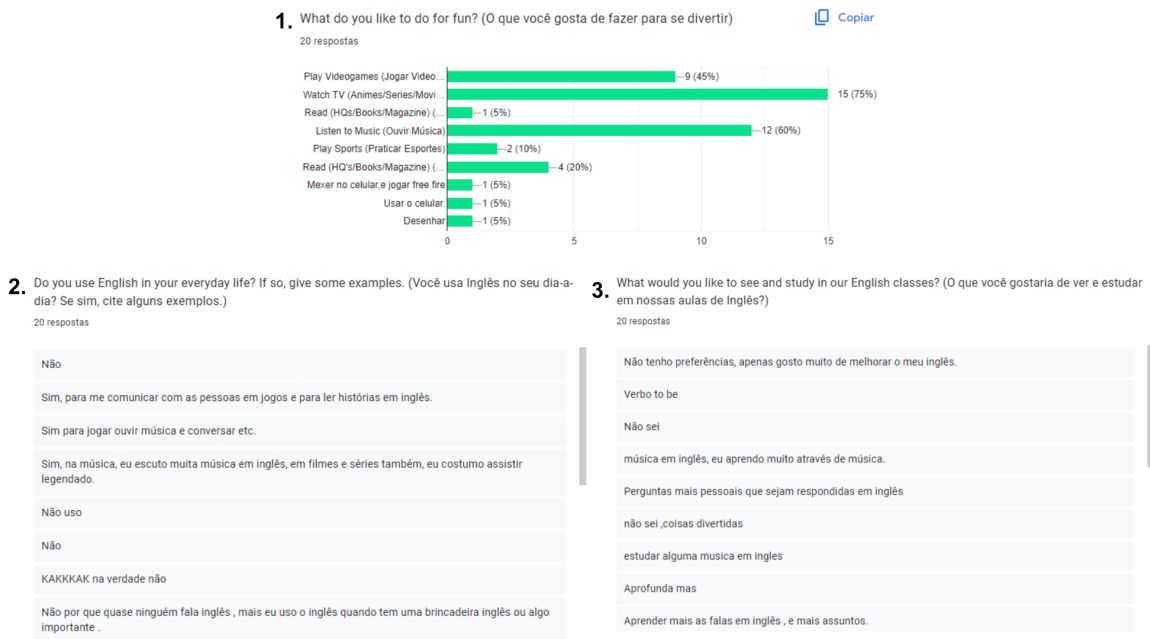 1. What do you like to do for fun? (O que você gosta de fazer para se divertir)
Copiar
20 respostas
Play Videogames (Jogar Video... 9 (45%)
Watch TV (Animes/Series/Movi... 15 (75%)
Read (HQs/Books/Magazine) (... 1 (5%)
Listen to Music (Ouvir Música) 12 (60%)
Play Sports (Praticar Esportes) 2 (10%)
Read (HQ's/Books/Magazine) (... 4 (20%)
Mexer no celular,e jogar free fire 1 (5%)
Usar o celular. 1 (5%)
Desenhar 1 (5%)
0 5 10 15
2. Do you use English in your everyday life? If so, give some examples. (Você usa Inglês no seu dia-a-
dia? Se sim, cite alguns exemplos.)
20 respostas
Não
Sim, para me comunicar com as pessoas em jogos e para ler histórias em inglês.
Sim para jogar ouvir música e conversar etc.
Sim, na música, eu escuto muita música em inglês, em filmes e séries também, eu costumo assistir
legendado.
Não uso
Não
KAKKKAK na verdade não
Não por que quase ninguém fala inglês , mais eu uso o inglês quando tem uma brincadeira inglês ou algo
importante .
3. What would you like to see and study in our English classes? (O que você gostaria de ver e estudar
em nossas aulas de Inglês?)
20 respostas
Não tenho preferências, apenas gosto muito de melhorar o meu inglês.
Verbo to be
Não sei
música em inglês, eu aprendo muito através de música.
Perguntas mais pessoais que sejam respondidas em inglês
não sei ,coisas divertidas
estudar alguma musica em ingles
Aprofunda mas
Aprender mais as falas em inglês , e mais assuntos.